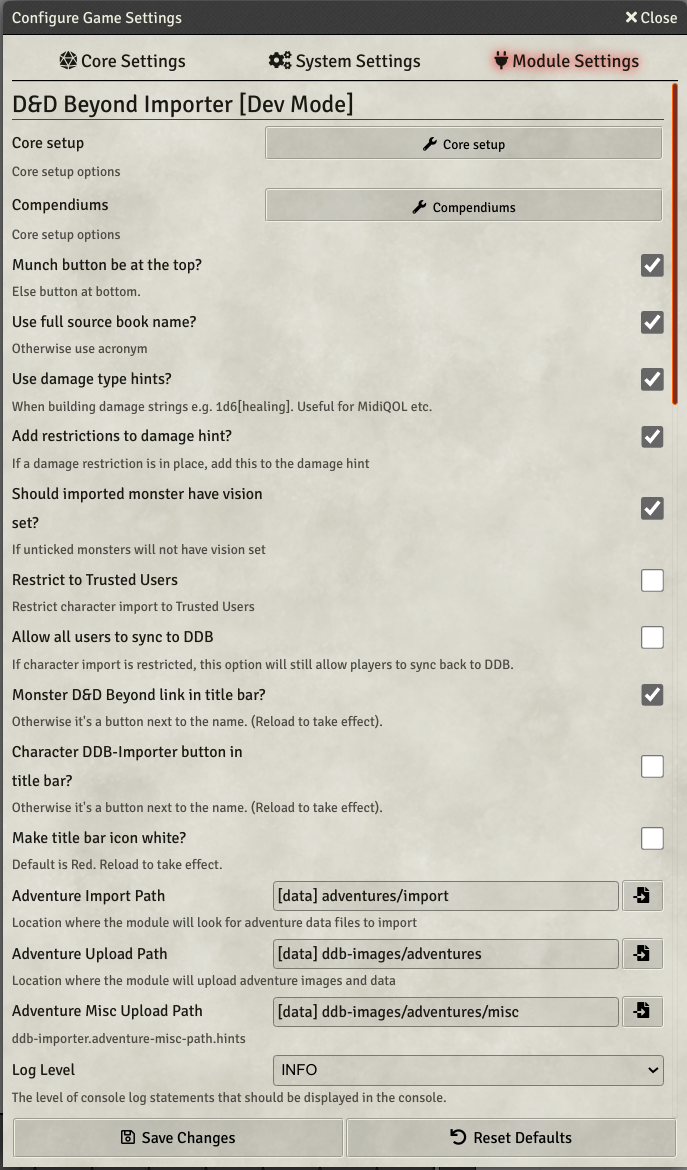 Configure Game Settings
Close
Core Settings
System Settings
Module Settings
D&D Beyond Importer [Dev Mode]
Core setup
Core setup
Core setup options
Compendiums
Compendiums
Core setup options
Munch button be at the top?
Else button at bottom.
Use full source book name?
Otherwise use acronym
Use damage type hints?
When building damage strings e.g. 1d6[healing]. Useful for MidiQOL etc.
Add restrictions to damage hint?
If a damage restriction is in place, add this to the damage hint
Should imported monster have vision
set?
If unticked monsters will not have vision set
Restrict to Trusted Users
Restrict character import to Trusted Users
Allow all users to sync to DDB
If character import is restricted, this option will still allow players to sync back to DDB.
Monster D&D Beyond link in title bar?
Otherwise it's a button next to the name. (Reload to take effect).
Character DDB-Importer button in
title bar?
Otherwise it's a button next to the name. (Reload to take effect).
Make title bar icon white?
Default is Red. Reload to take effect.
Adventure Import Path
[data] adventures/import
Location where the module will look for adventure data files to import
Adventure Upload Path
[data] ddb-images/adventures
Location where the module will upload adventure images and data
Adventure Misc Upload Path
[data] ddb-images/adventures/misc
ddb-importer.adventure-misc-path.hints
Log Level
INFO
The level of console log statements that should be displayed in the console.
Save Changes
Reset Defaults